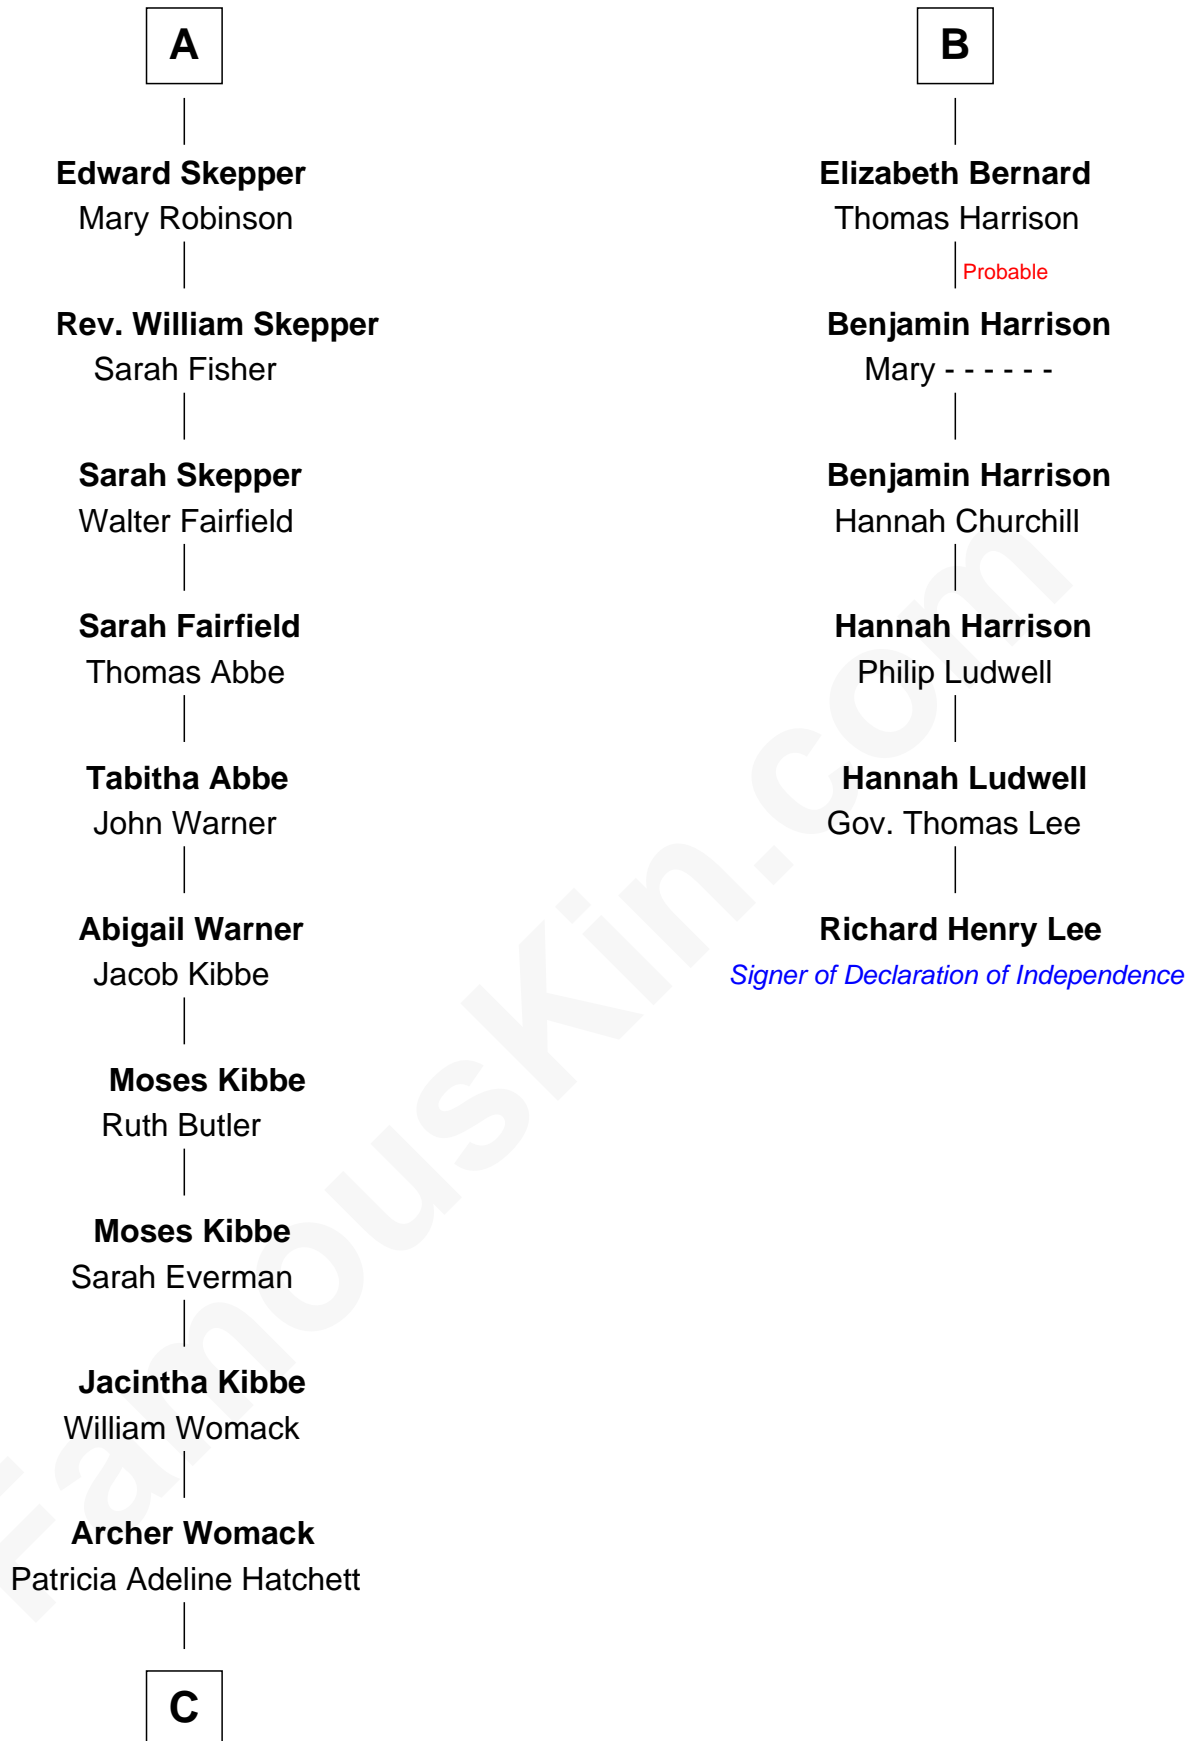 A
Edward Skepper
Mary Robinson
Rev. William Skepper
Sarah Fisher
Sarah Skepper
Walter Fairfield
Sarah Fairfield
Thomas Abbe
Tabitha Abbe
John Warner
Abigail Warner
Jacob Kibbe
Moses Kibbe
Ruth Butler
Moses Kibbe
Sarah Everman
Jacintha Kibbe
William Womack
Archer Womack
Patricia Adeline Hatchett
C
B
Elizabeth Bernard
Thomas Harrison
Probable
Benjamin Harrison
Mary - - - - - -
Benjamin Harrison
Hannah Churchill
Hannah Harrison
Philip Ludwell
Hannah Ludwell
Gov. Thomas Lee
Richard Henry Lee
Signer of Declaration of Independence
FamousKin.com